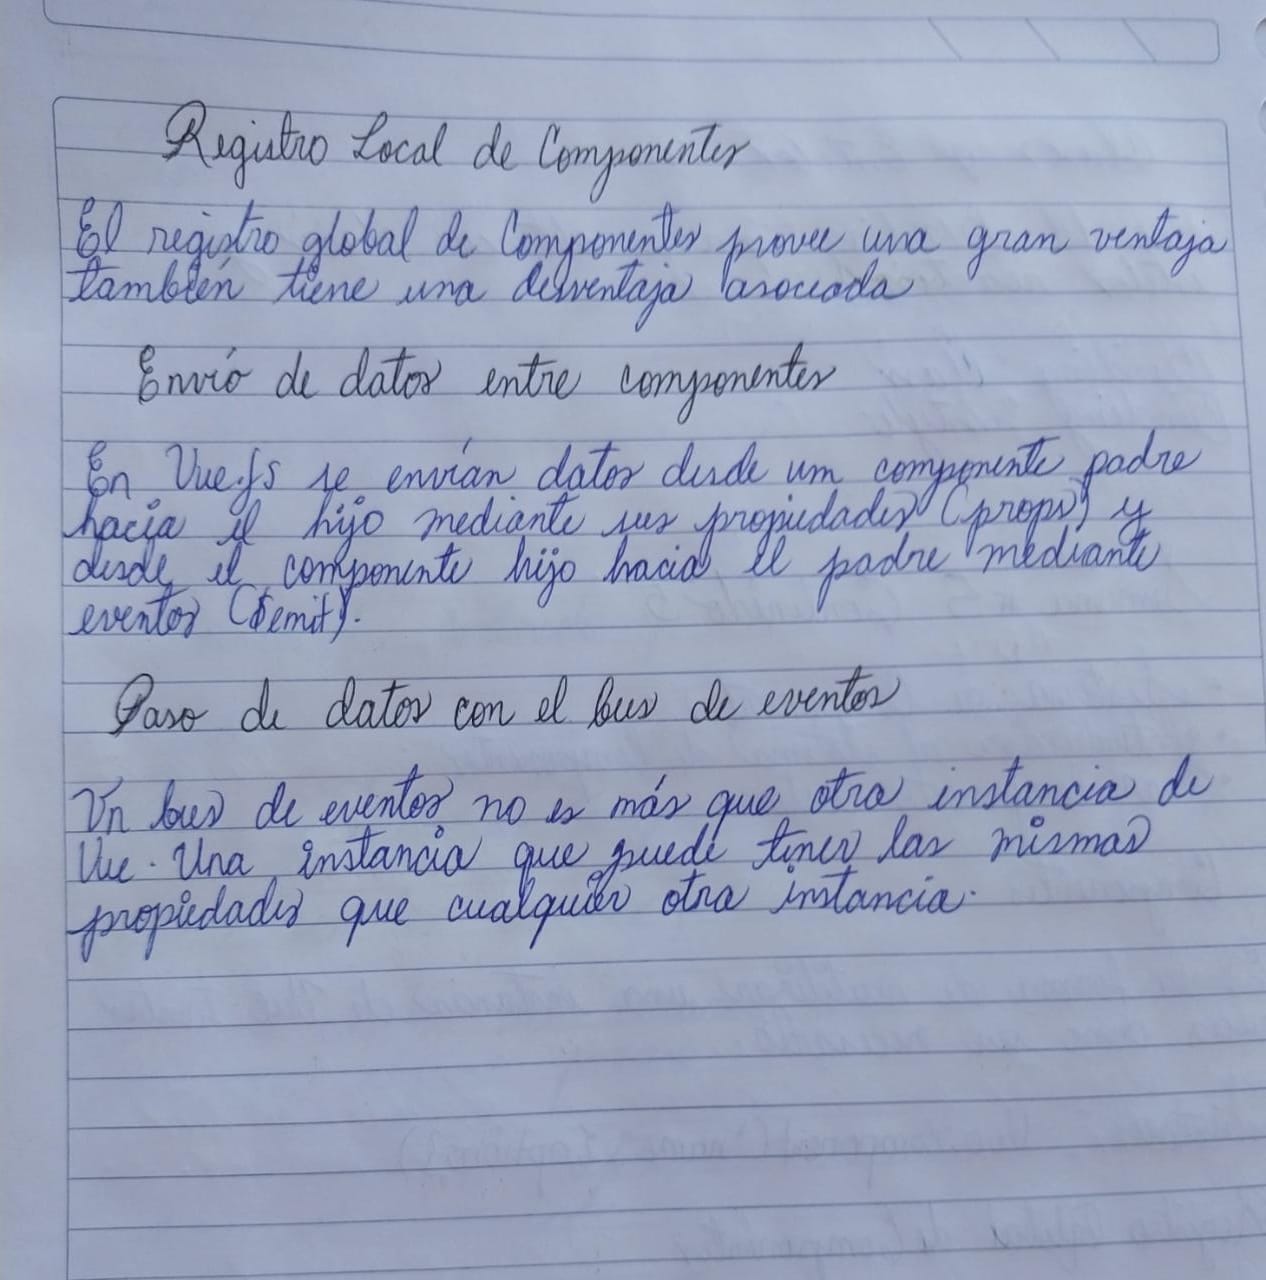 Registro Local de Componentes
El registro global de Componentes provee una gran ventaja
también tiene una desventaja asociada
Envío de datos entre componentes
En VueJS se envían datos desde un componente padre
hacia el hijo mediante sus propiedades (props) y
desde el componente hijo hacia el padre mediante
eventos ($emit).
Paso de datos con el bus de eventos
Un bus de eventos no es más que otra instancia de
Vue. Una instancia que puede tener las mismas
propiedades que cualquier otra instancia.